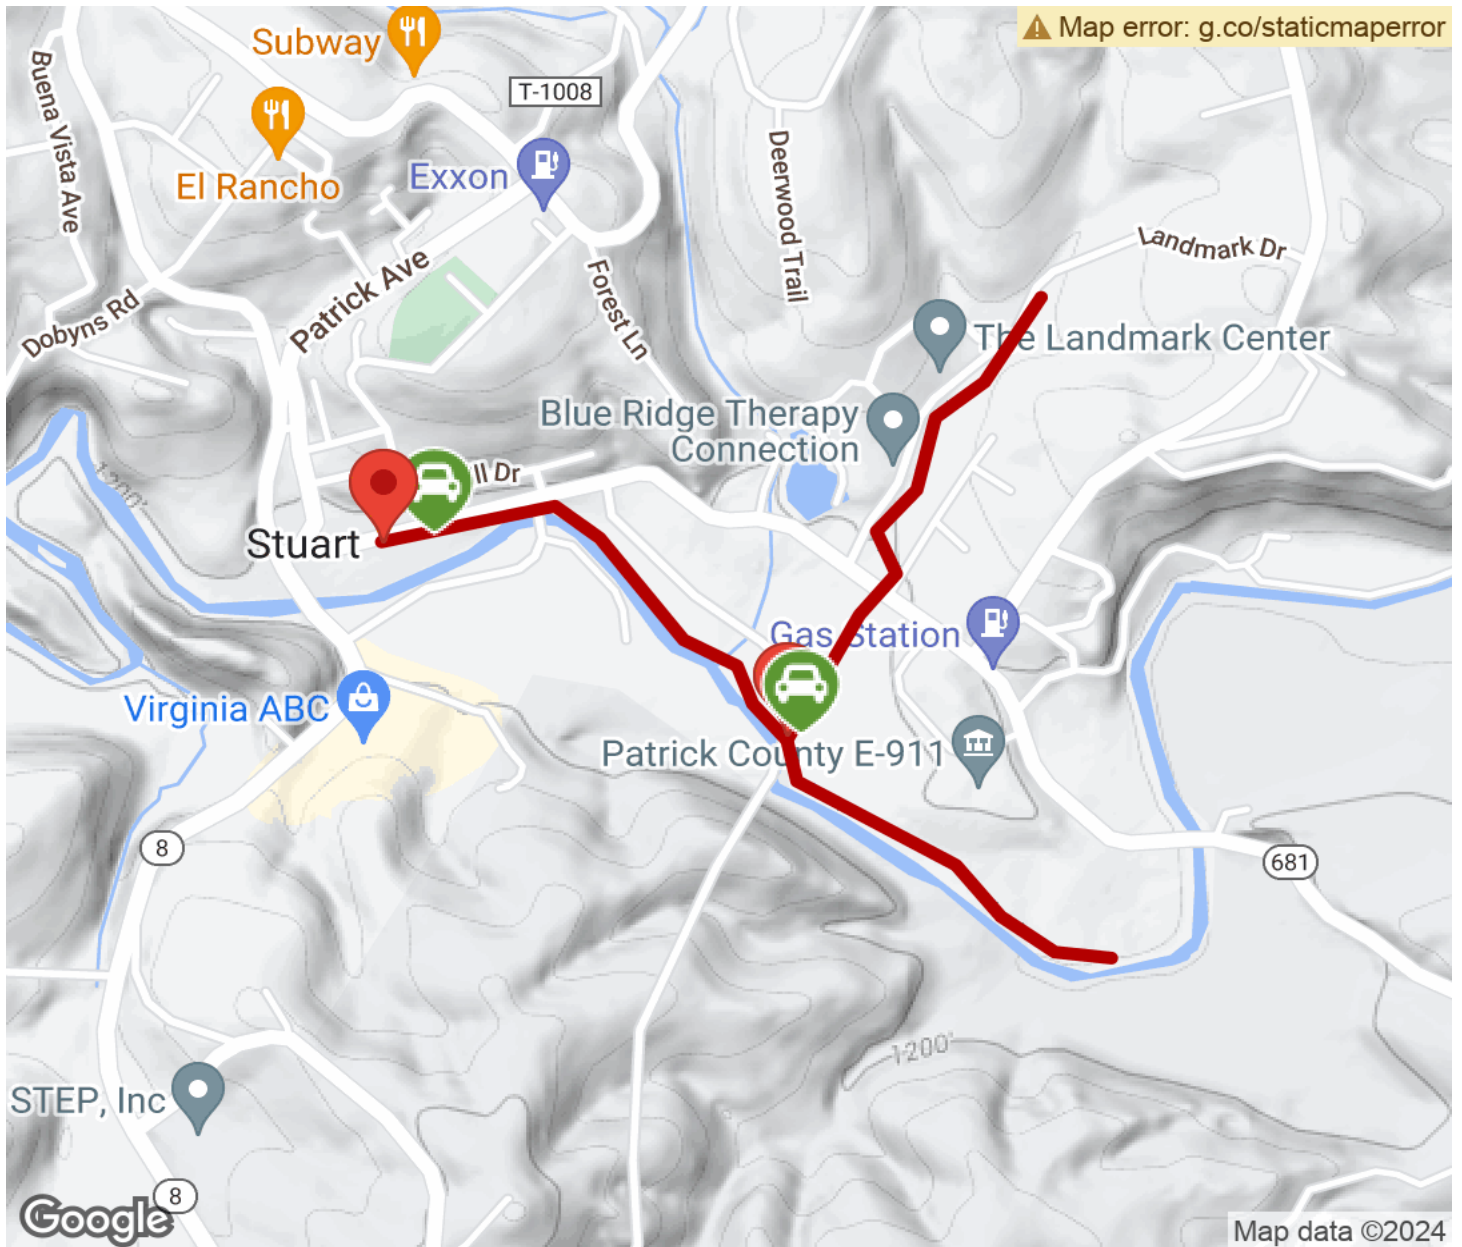 Map error: g.co/staticmaperror
Subway
T-1008
Buena Vista Ave
El Rancho
Exxon
Deerwood Trail
Landmark Dr
Patrick Ave
Forest Ln
Dobyns Rd
The Landmark Center
Blue Ridge Therapy
Connection
1200'
ll Dr
Stuart
Gas Station
Virginia ABC
Patrick County E-911
8
681
1200'
STEP, Inc
8
Google
Map data ©2024